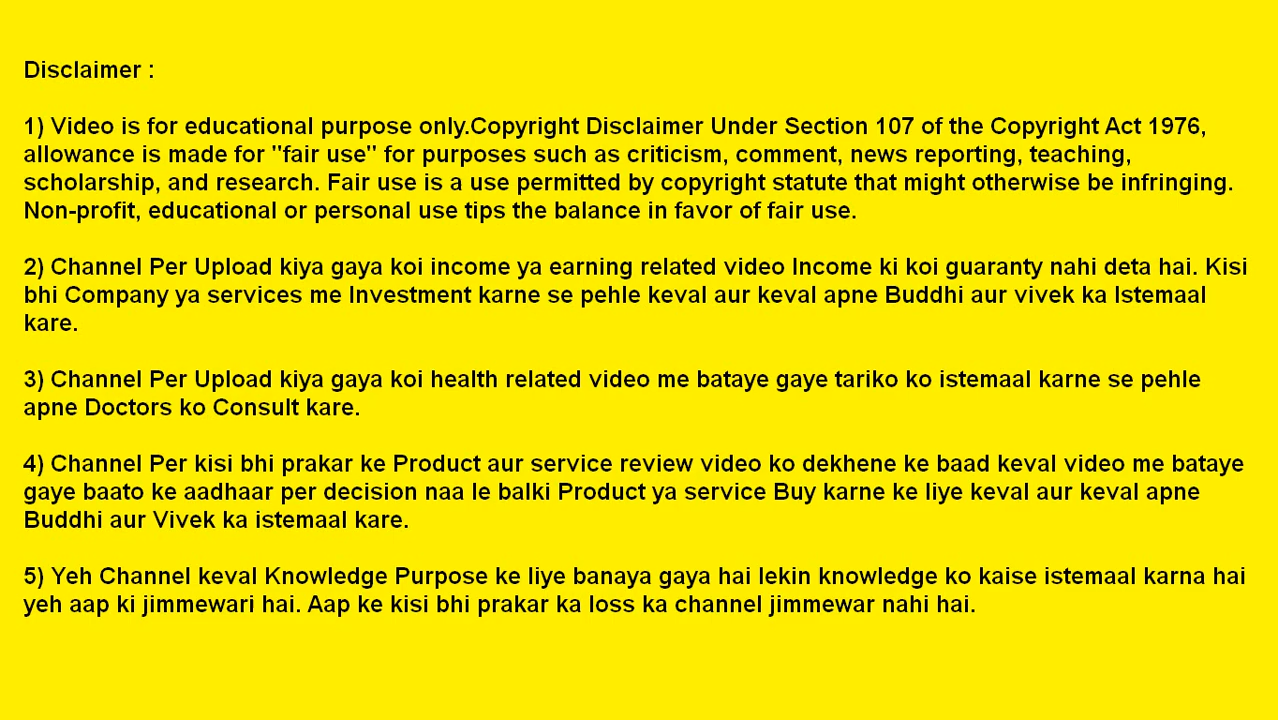 Disclaimer :
1) Video is for educational purpose only.Copyright Disclaimer Under Section 107 of the Copyright Act 1976,
allowance is made for "fair use" for purposes such as criticism, comment, news reporting, teaching,
scholarship, and research. Fair use is a use permitted by copyright statute that might otherwise be infringing.
Non-profit, educational or personal use tips the balance in favor of fair use.
2) Channel Per Upload kiya gaya koi income ya earning related video Income ki koi guaranty nahi deta hai. Kisi
bhi Company ya services me Investment karne se pehle keval aur keval apne Buddhi aur vivek ka Istemaal
kare.
3) Channel Per Upload kiya gaya koi health related video me bataye gaye tariko ko istemaal karne se pehle
apne Doctors ko Consult kare.
4) Channel Per kisi bhi prakar ke Product aur service review video ko dekhene ke baad keval video me bataye
gaye baato ke aadhaar per decision naa le balki Product ya service Buy karne ke liye keval aur keval apne
Buddhi aur Vivek ka istemaal kare.
5) Yeh Channel keval Knowledge Purpose ke liye banaya gaya hai lekin knowledge ko kaise istemaal karna hai
yeh aap ki jimmewari hai. Aap ke kisi bhi prakar ka loss ka channel jimmewar nahi hai.